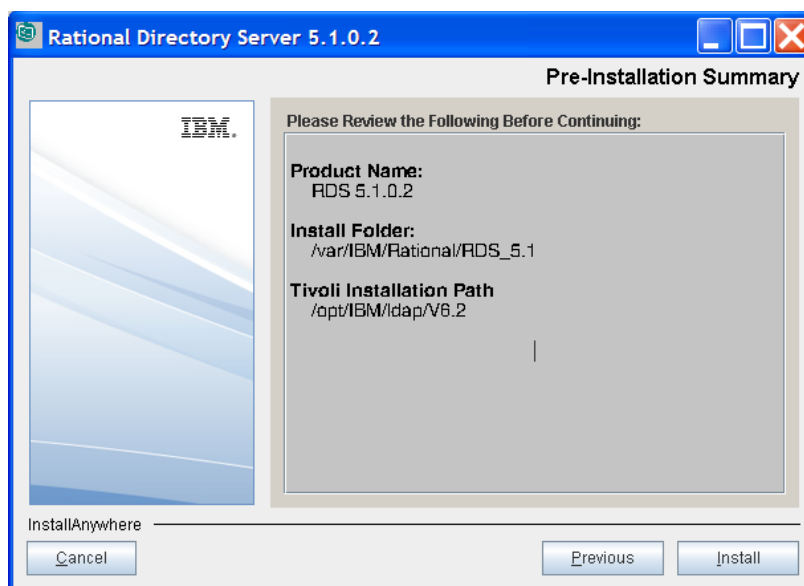 Rational Directory Server 5.1.0.2
Pre-Installation Summary
IBM.
Please Review the Following Before Continuing:
Product Name:
RDS 5.1.0.2
Install Folder:
/var/IBM/Rational/RDS_5.1
Tivoli Installation Path
/opt/IBM/ldap/V6.2
InstallAnywhere
Cancel
Previous
Install